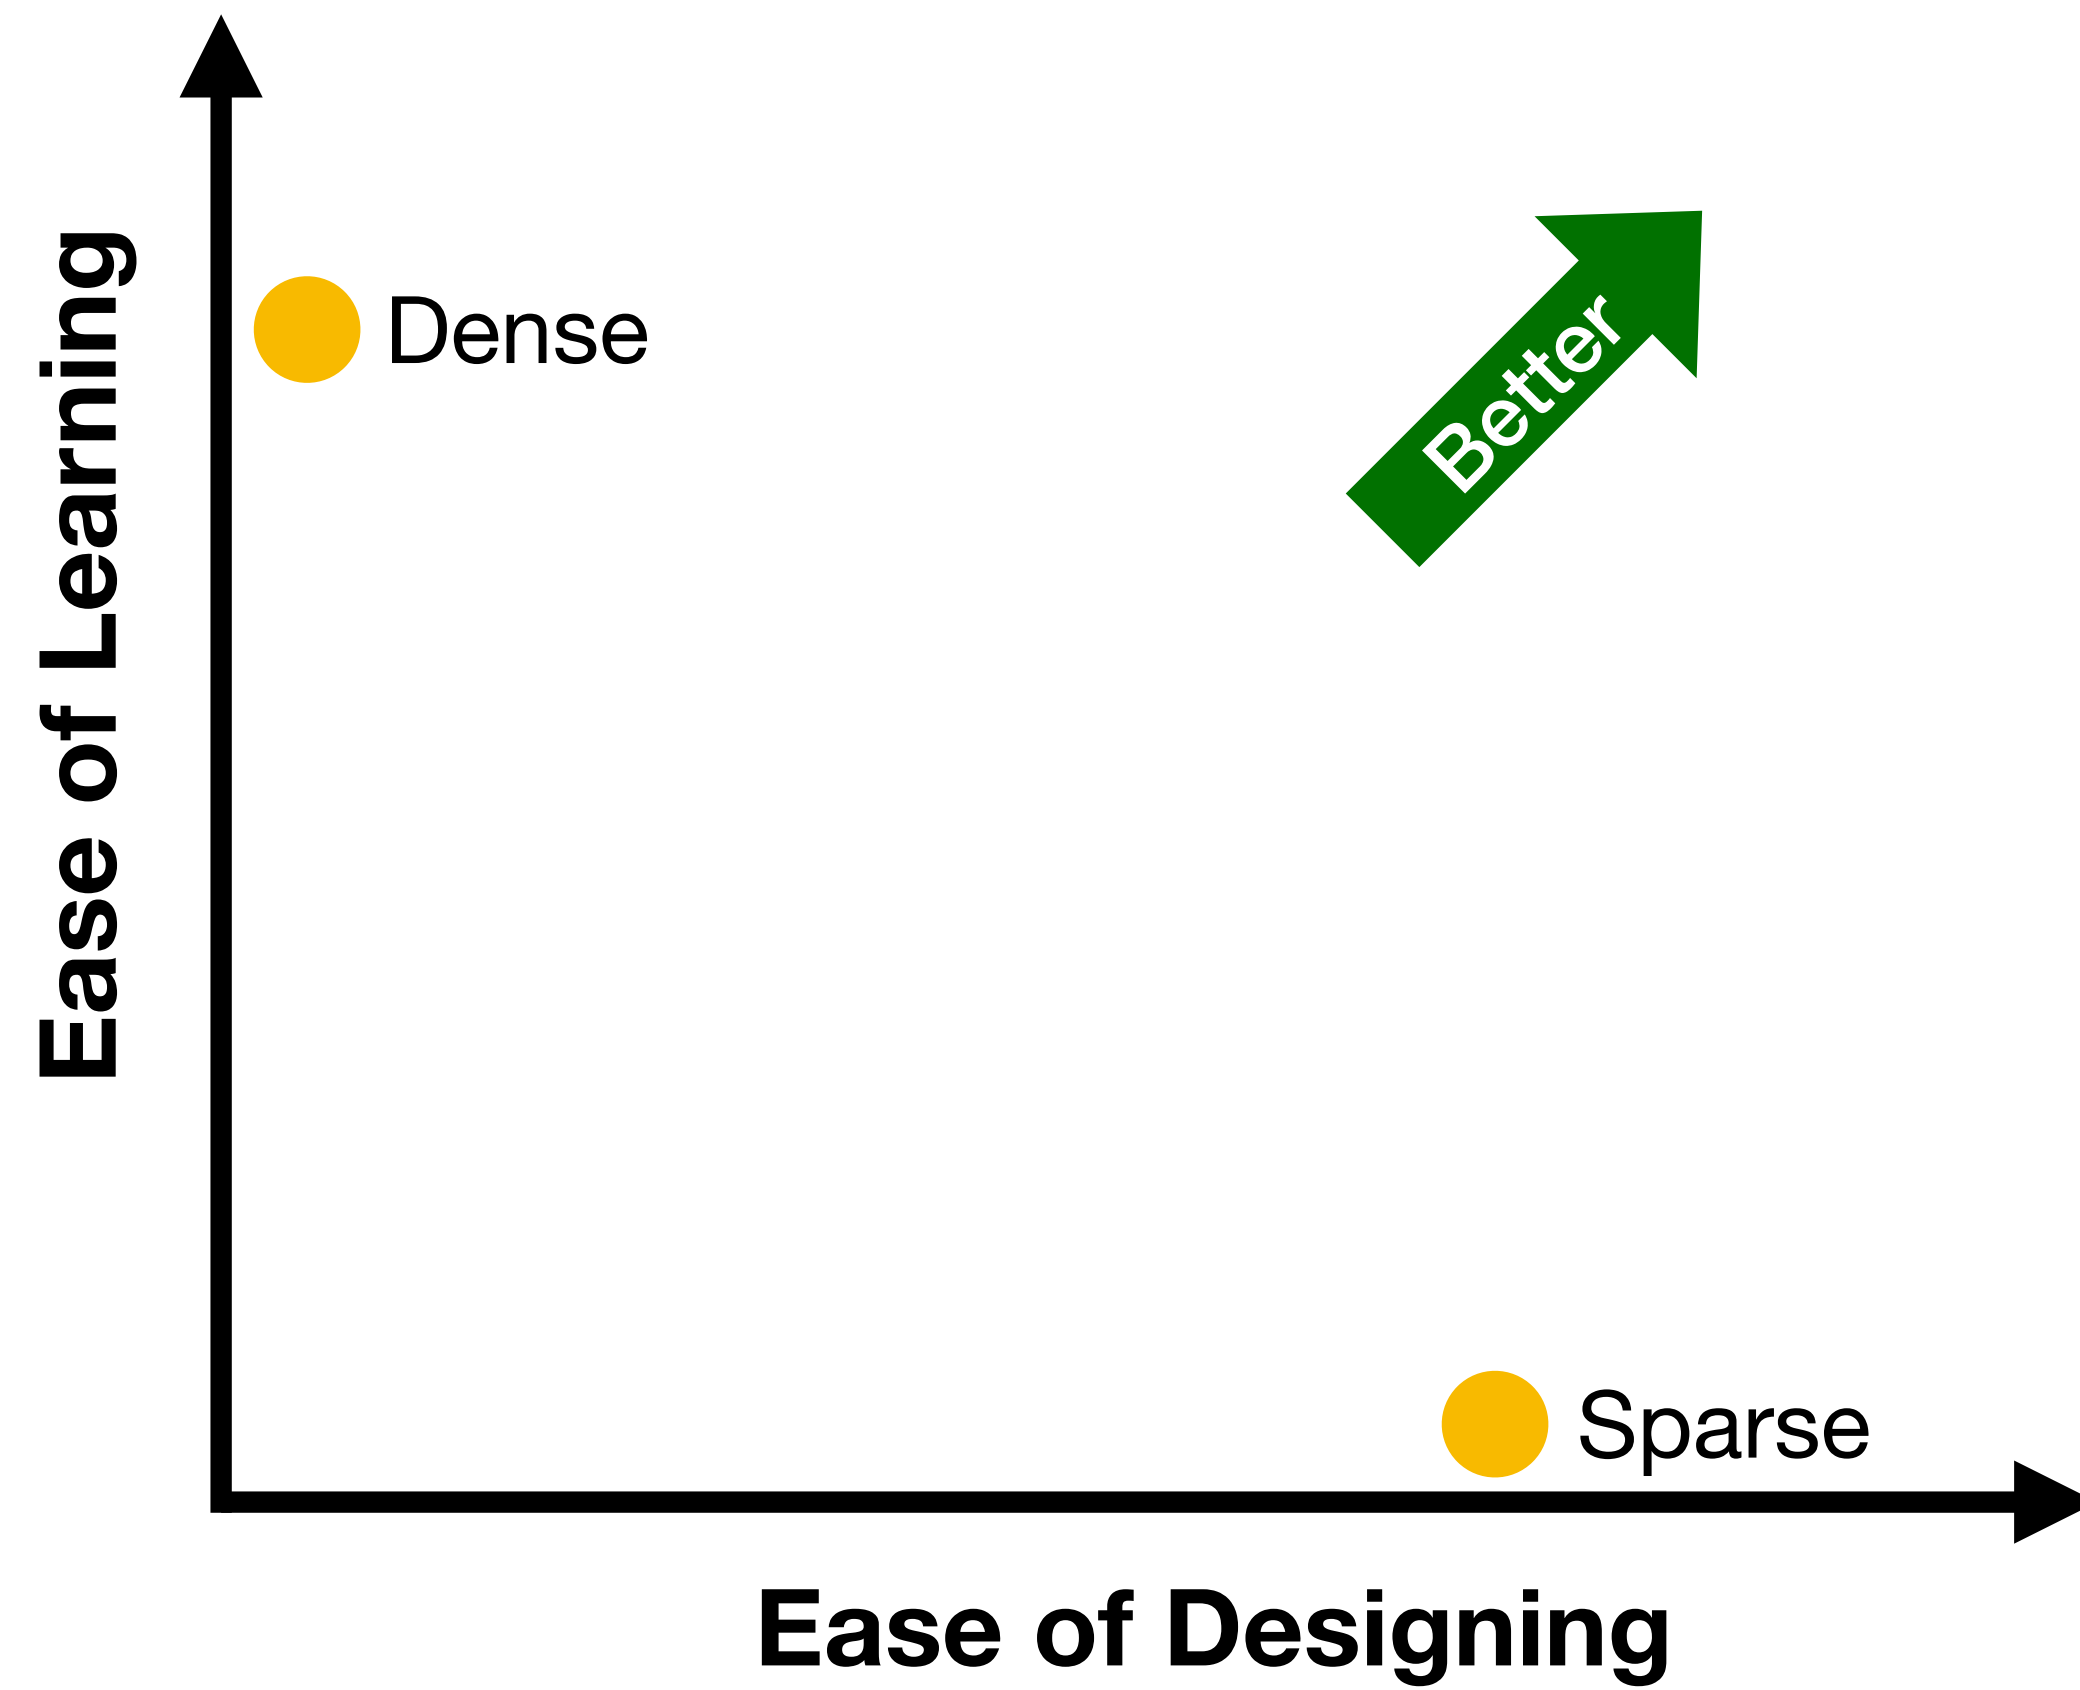 Ease of Learning
Dense
Better
Sparse
Ease of Designing